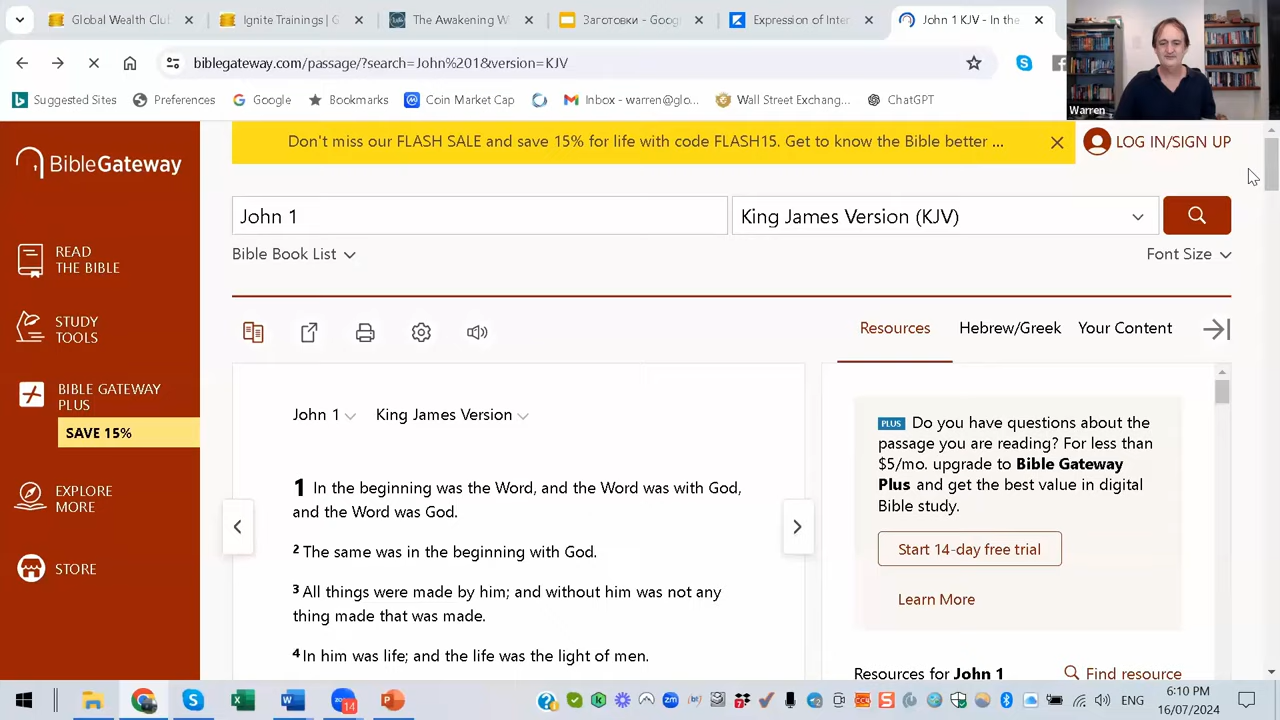 Global Wealth Clu
Ignite Trainings | G
The Awakening W
Заготовки - Goog
Expression of Inter
John 1 KJV - In the
biblegateway.com/passage/?search=John%201&version=KJV
Suggested Sites
Preferences
Google
Bookmarks
Coin Market Cap
Inbox - warren@glo...
Wall Street Exchang...
ChatGPT
Warren
BibleGateway
Don't miss our FLASH SALE and save 15% for life with code FLASH15. Get to know the Bible better ...
LOG IN/SIGN UP
John 1
King James Version (KJV)
Bible Book List
Font Size
READ
THE BIBLE
STUDY
TOOLS
BIBLE GATEWAY
PLUS
SAVE 15%
EXPLORE
MORE
STORE
Resources
Hebrew/Greek
Your Content
John 1
King James Version
1 In the beginning was the Word, and the Word was with God,
and the Word was God.
2 The same was in the beginning with God.
3 All things were made by him; and without him was not any
thing made that was made.
4 In him was life; and the life was the light of men.
PLUS Do you have questions about the
passage you are reading? For less than
$5/mo. upgrade to Bible Gateway
Plus and get the best value in digital
Bible study.
Start 14-day free trial
Learn More
Resources for John 1
Find resource
14
ENG
6:10 PM
16/07/2024